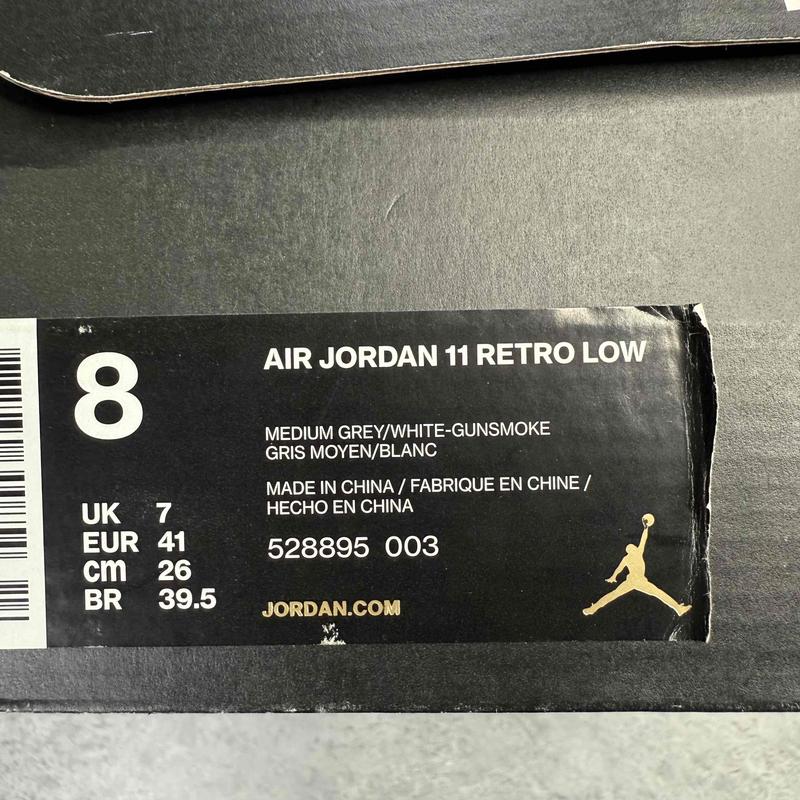 8
AIR JORDAN 11 RETRO LOW
MEDIUM GREY/WHITE-GUNSMOKE
GRIS MOYEN/BLANC
MADE IN CHINA / FABRIQUE EN CHINE /
HECHO EN CHINA
528895 003
UK 7
EUR 41
cm 26
BR 39.5
JORDAN.COM